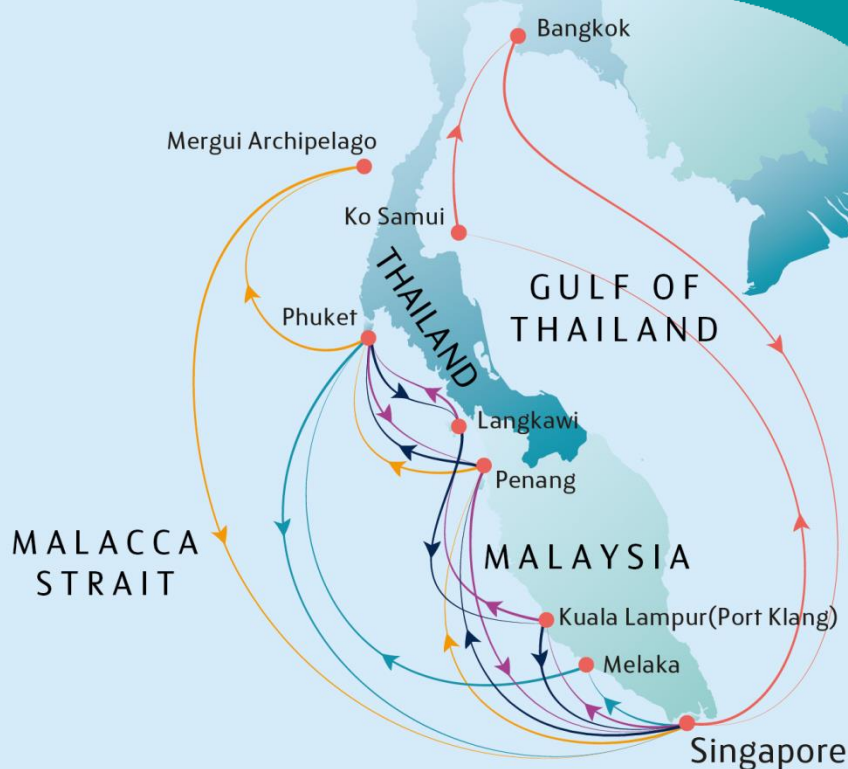 Bangkok
Mergui Archipelago
Ko Samui
THAILAND
GULF OF
THAILAND
Phuket
Langkawi
Penang
MALACCA
STRAIT
MALAYSIA
Kuala Lampur(Port Klang)
Melaka
Singapore